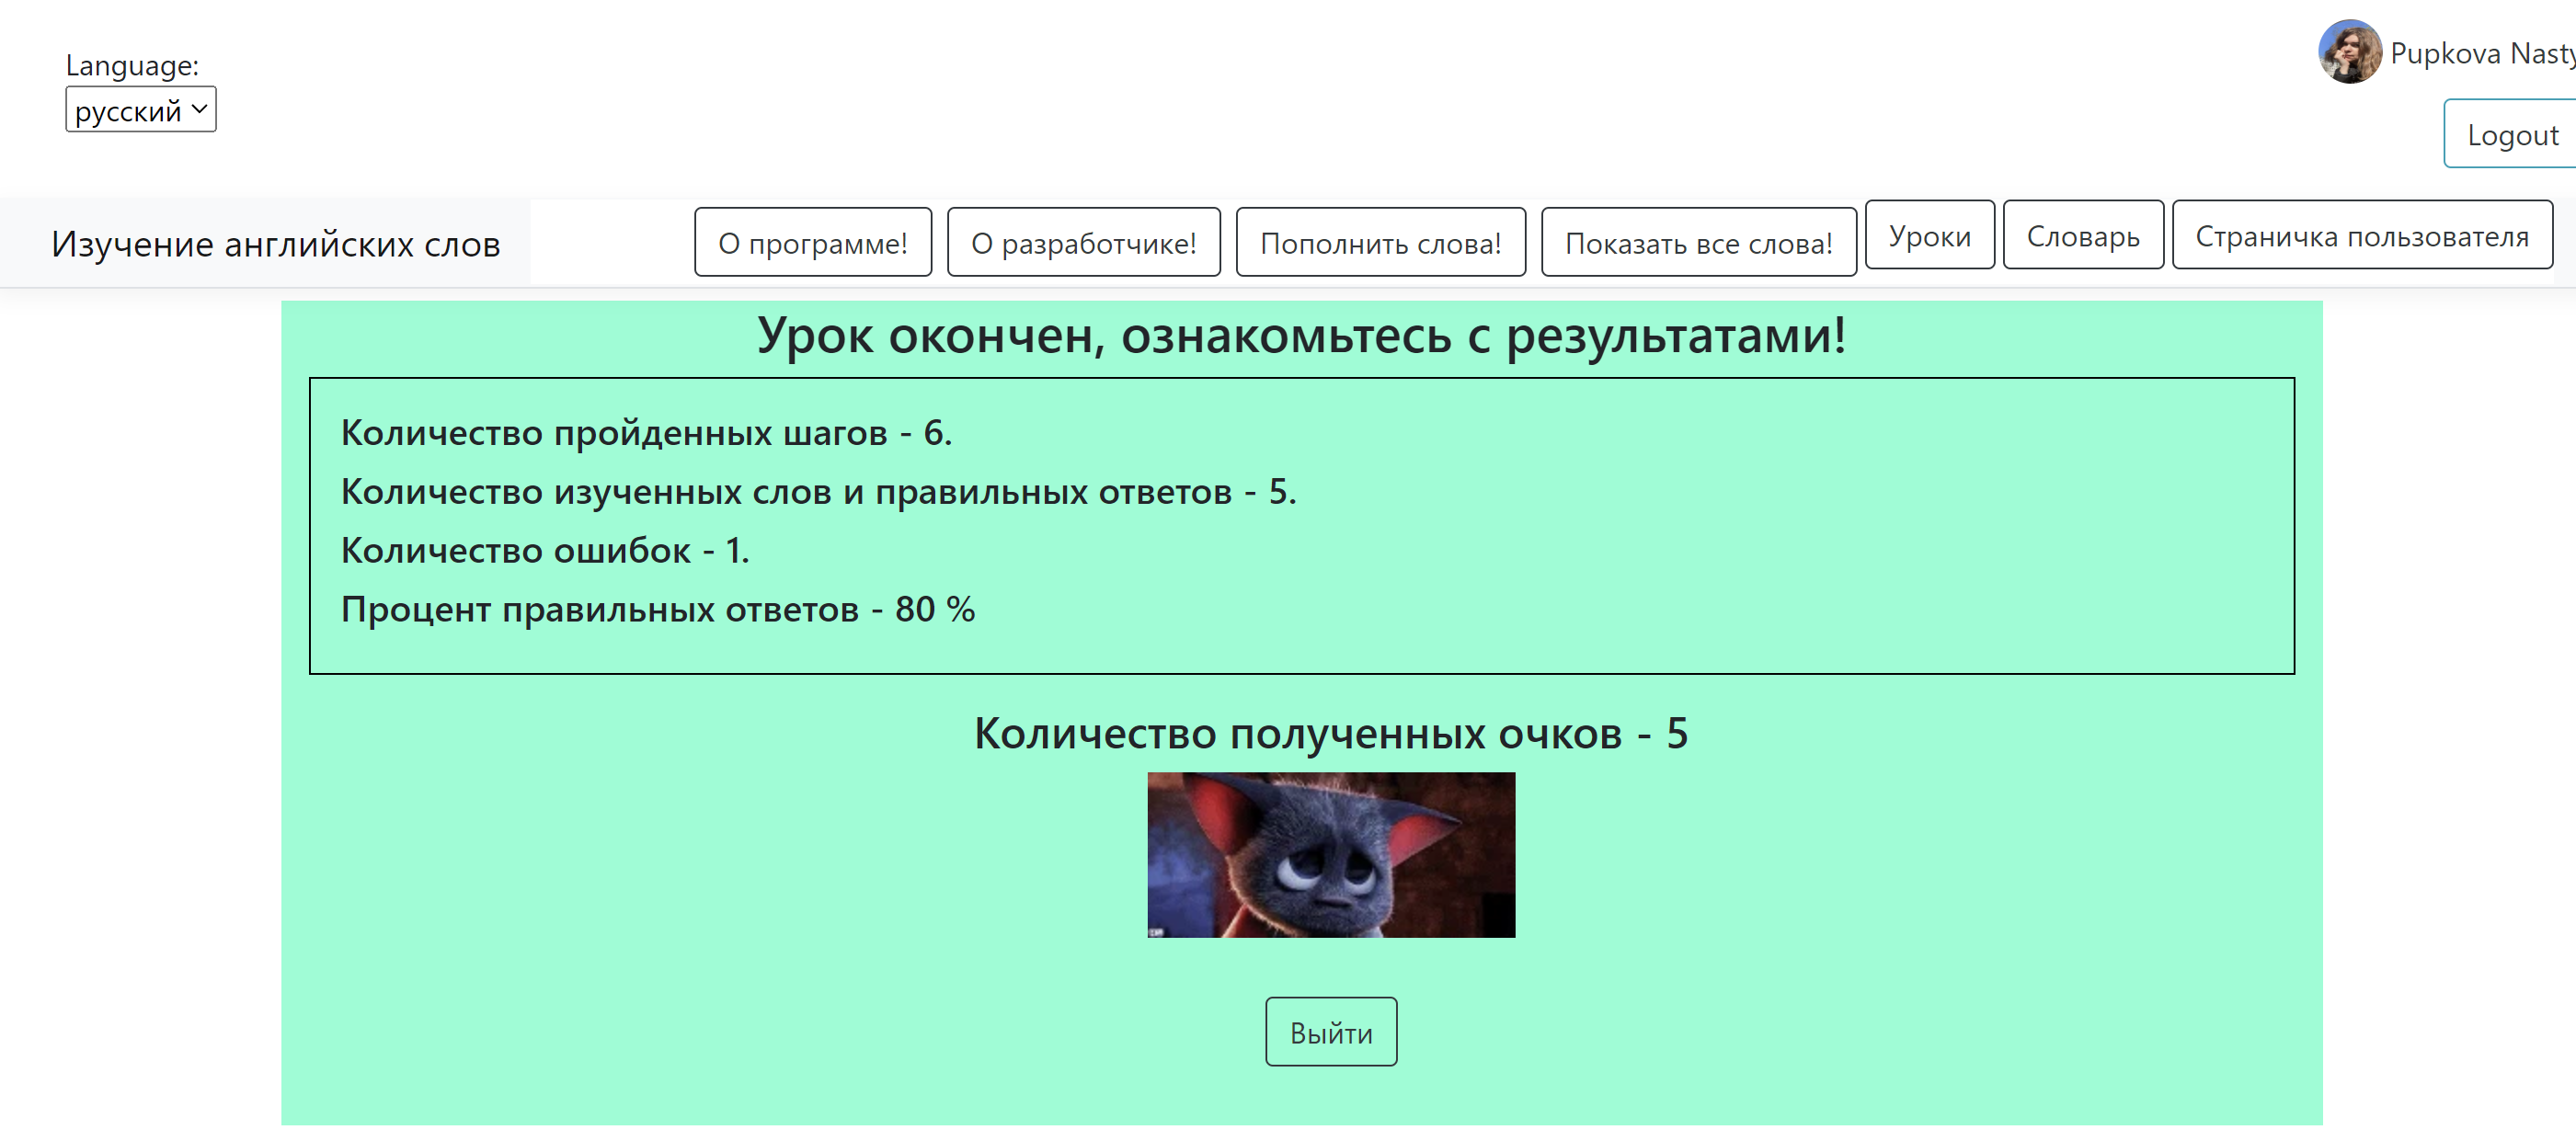 Language:
русский
Pupkova Nasty
Logout
Изучение английских слов
О программе!
О разработчике!
Пополнить слова!
Показать все слова!
Уроки
Словарь
Страничка пользователя
Урок окончен, ознакомьтесь с результатами!
Количество пройденных шагов - 6.
Количество изученных слов и правильных ответов - 5.
Количество ошибок - 1.
Процент правильных ответов - 80 %
Количество полученных очков - 5
Выйти